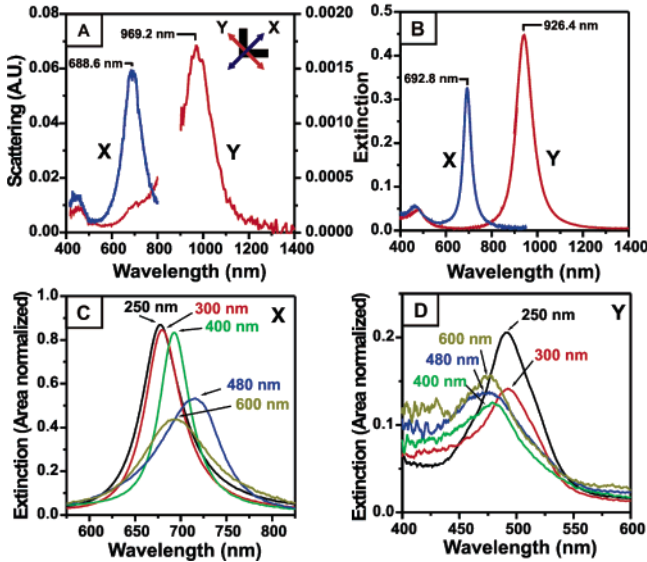 A
969.2 nm
688.6 nm
Y X
X
Y
Scattering (A.U.)
0.08
0.06
0.04
0.02
0.00
0.0020
0.0015
0.0010
0.0005
0.0000
400 600 800 1000 1200 1400
Wavelength (nm)
B
926.4 nm
692.8 nm
X
Y
Extinction
0.5
0.4
0.3
0.2
0.1
0.0
400 600 800 1000 1200 1400
Wavelength (nm)
C
X
250 nm
300 nm
400 nm
480 nm
600 nm
Extinction (Area normalized)
1.0
0.8
0.6
0.4
0.2
0.0
600 650 700 750 800
Wavelength (nm)
D
Y
250 nm
600 nm
480 nm
300 nm
400 nm
Extinction (Area normalized)
0.2
0.1
0.0
400 450 500 550 600
Wavelength (nm)